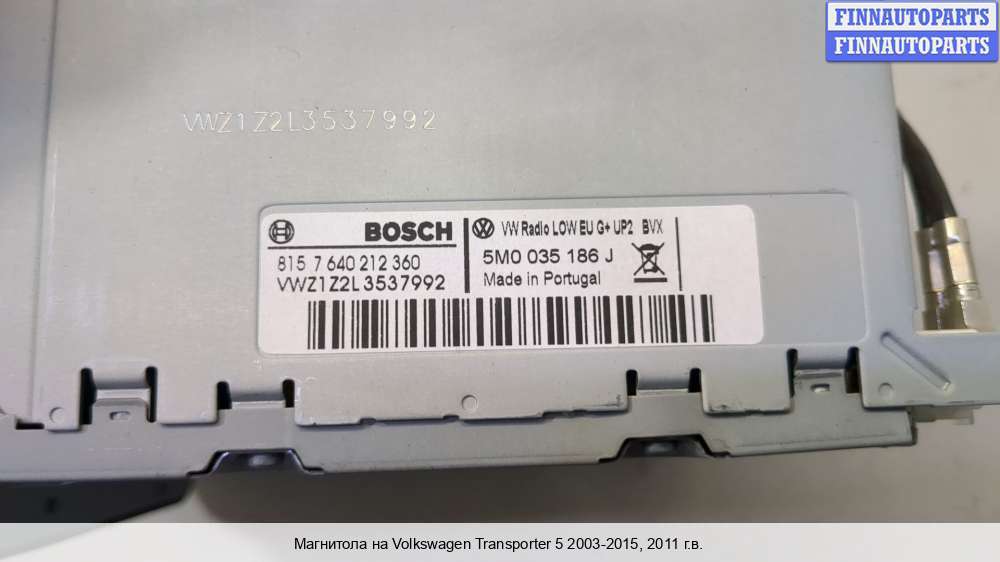 FINNAUTOPARTS
FINNAUTOPARTS
VWZ1Z2L3537992
BOSCH
VW Radio LOW EU G+ UP2 BVX
815 7 640 212 360
5M0 035 186 J
VWZ1Z2L3537992
Made in Portugal
Магнитола на Volkswagen Transporter 5 2003-2015, 2011 г.в.